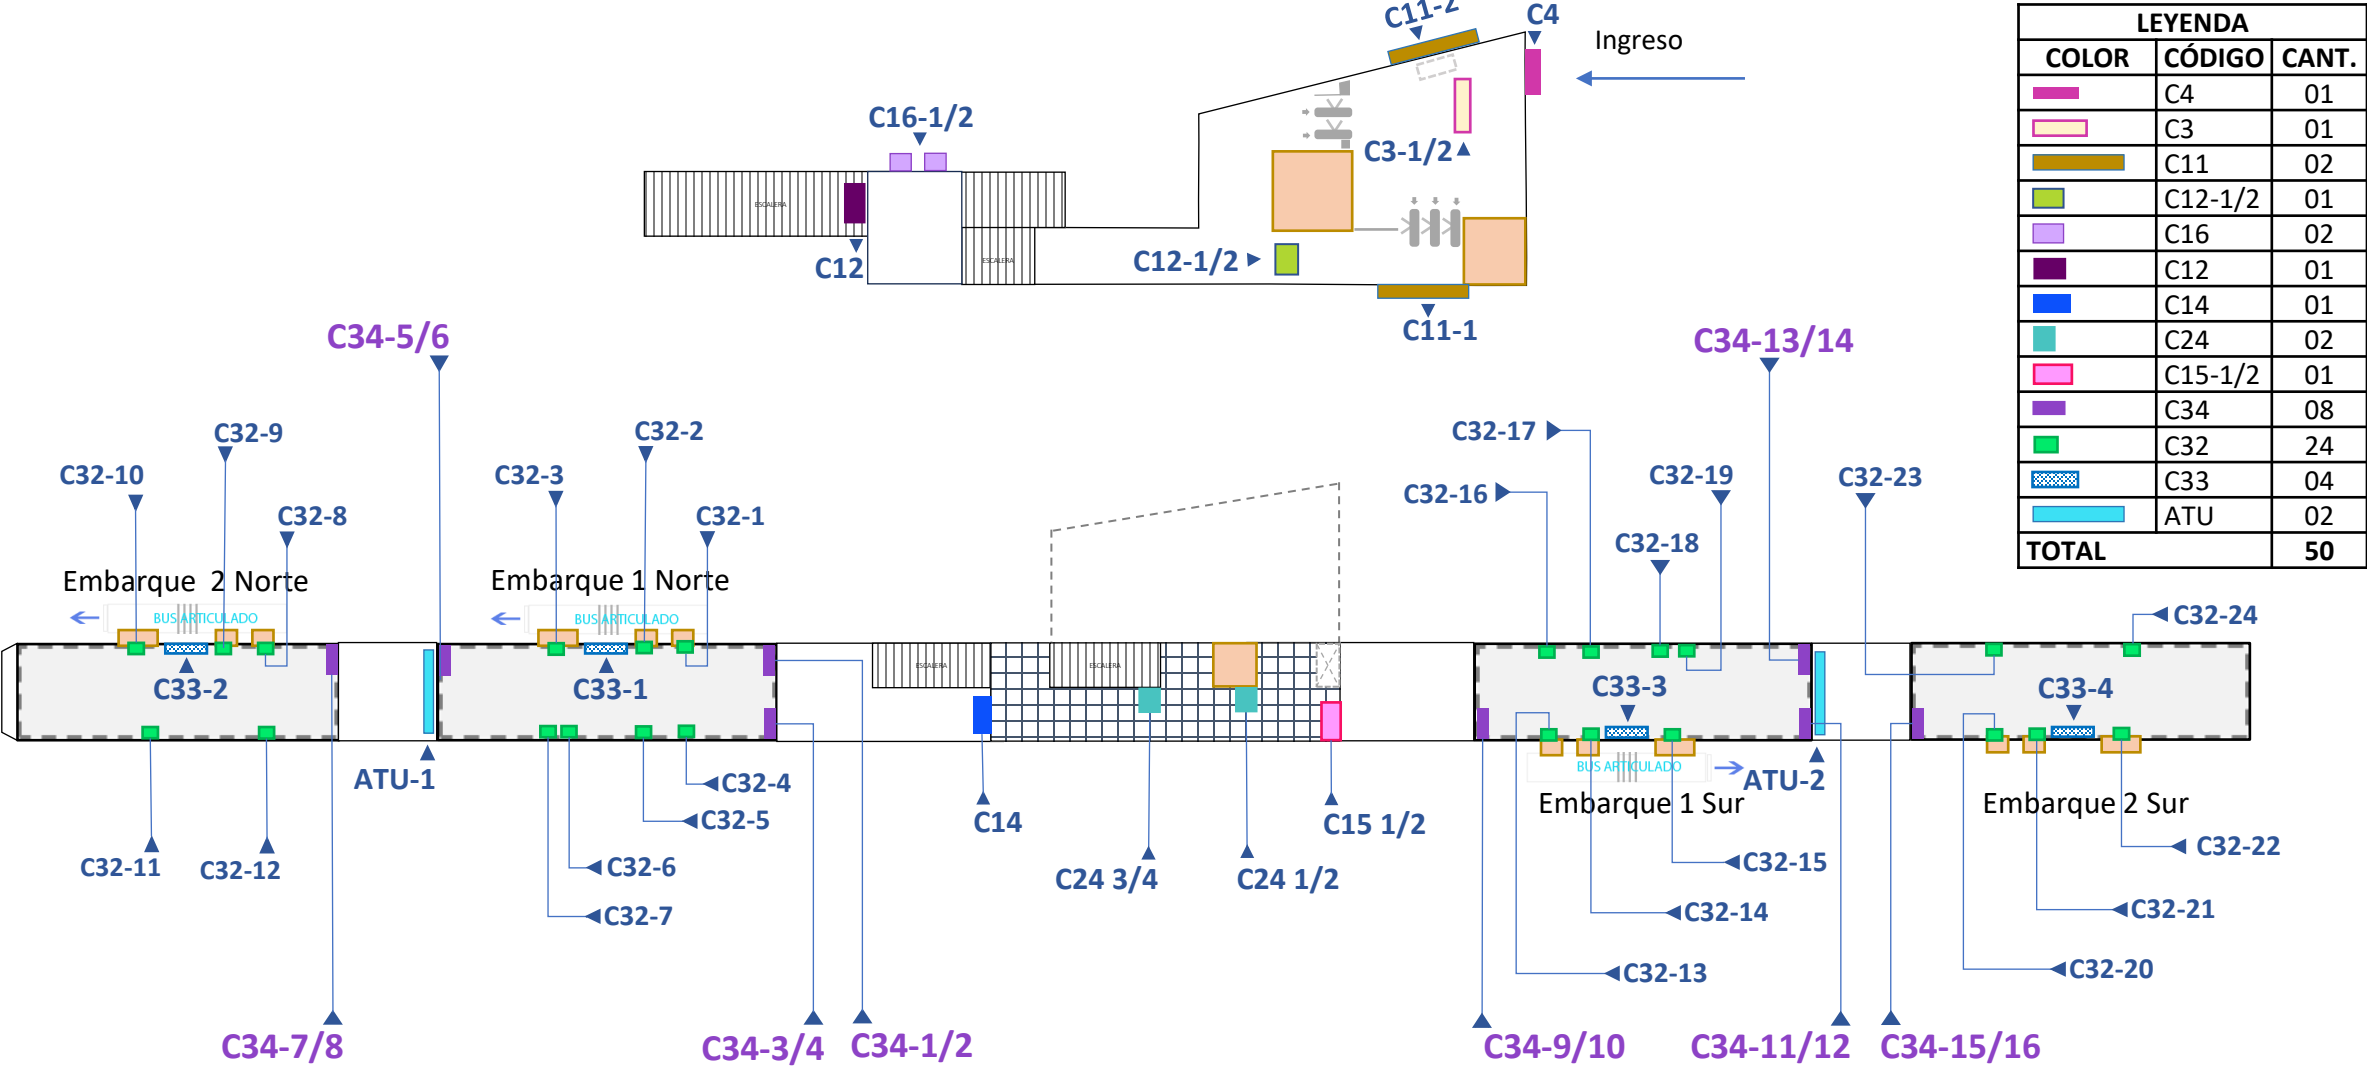 C11-2
C4
Ingreso
C16-1/2
C3-1/2
ESCALERA
C12
ESCALERA
C12-1/2
C11-1
LEYENDA
COLOR CÓDIGO CANT.
C4 01
C3 01
C11 02
C12-1/2 01
C16 02
C12 01
C14 01
C24 02
C15-1/2 01
C34 08
C32 24
C33 04
ATU 02
TOTAL 50
C34-5/6
C34-13/14
C32-9
C32-2
C32-17
C32-10
C32-3
C32-16
C32-19
C32-23
C32-8
C32-1
C32-18
Embarque 2 Norte
Embarque 1 Norte
BUS ARTICULADO
BUS ARTICULADO
C32-24
ESCALERA
ESCALERA
C33-2
C33-1
C33-3
C33-4
BUS ARTICULADO
ATU-1
ATU-2
C32-4
Embarque 1 Sur
Embarque 2 Sur
C32-5
C14
C15 1/2
C32-11
C32-12
C32-6
C24 3/4
C24 1/2
C32-15
C32-22
C32-7
C32-14
C32-21
C32-13
C32-20
C34-7/8
C34-3/4
C34-1/2
C34-9/10
C34-11/12
C34-15/16